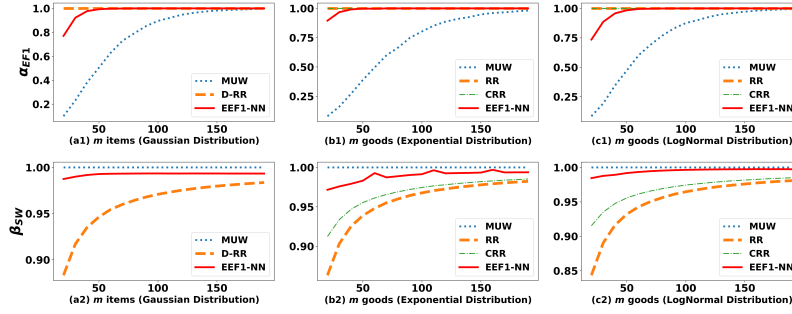 1.0
0.8
0.6
0.4
0.2
α_EF1
50
100
150
MUW
D-RR
EEF1-NN
(a1) m items (Gaussian Distribution)
1.00
0.75
0.50
0.25
50
100
150
MUW
RR
CRR
EEF1-NN
(b1) m goods (Exponential Distribution)
1.00
0.75
0.50
0.25
50
100
150
MUW
RR
CRR
EEF1-NN
(c1) m goods (LogNormal Distribution)
1.00
0.95
0.90
β_SW
50
100
150
MUW
D-RR
EEF1-NN
(a2) m items (Gaussian Distribution)
1.00
0.95
0.90
50
100
150
MUW
RR
CRR
EEF1-NN
(b2) m goods (Exponential Distribution)
1.00
0.95
0.90
0.85
50
100
150
MUW
RR
CRR
EEF1-NN
(c2) m goods (LogNormal Distribution)